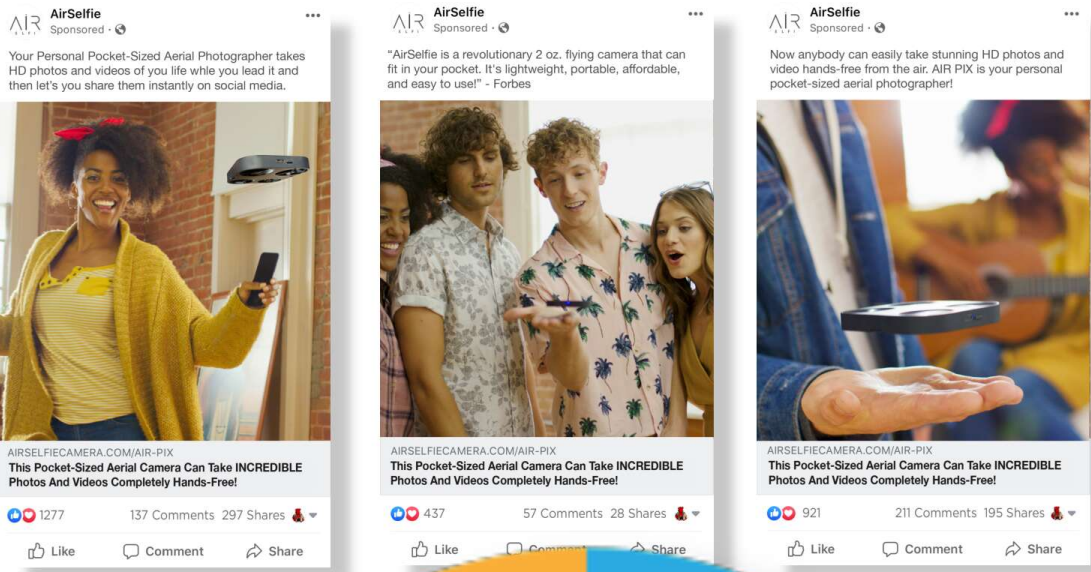 AIR
AirSelfie
Sponsored ·
Your Personal Pocket-Sized Aerial Photographer takes
HD photos and videos of you life whle you lead it and
then let's you share them instantly on social media.
AIRSELFIECAMERA.COM/AIR-PIX
This Pocket-Sized Aerial Camera Can Take INCREDIBLE
Photos And Videos Completely Hands-Free!
1277 137 Comments 297 Shares
Like Comment Share
AIR
AirSelfie
Sponsored ·
“AirSelfie is a revolutionary 2 oz. flying camera that can
fit in your pocket. It's lightweight, portable, affordable,
and easy to use!” - Forbes
AIRSELFIECAMERA.COM/AIR-PIX
This Pocket-Sized Aerial Camera Can Take INCREDIBLE
Photos And Videos Completely Hands-Free!
437 57 Comments 28 Shares
Like Comment Share
AIR
AirSelfie
Sponsored ·
Now anybody can easily take stunning HD photos and
video hands-free from the air. AIR PIX is your personal
pocket-sized aerial photographer!
AIRSELFIECAMERA.COM/AIR-PIX
This Pocket-Sized Aerial Camera Can Take INCREDIBLE
Photos And Videos Completely Hands-Free!
921 211 Comments 195 Shares
Like Comment Share